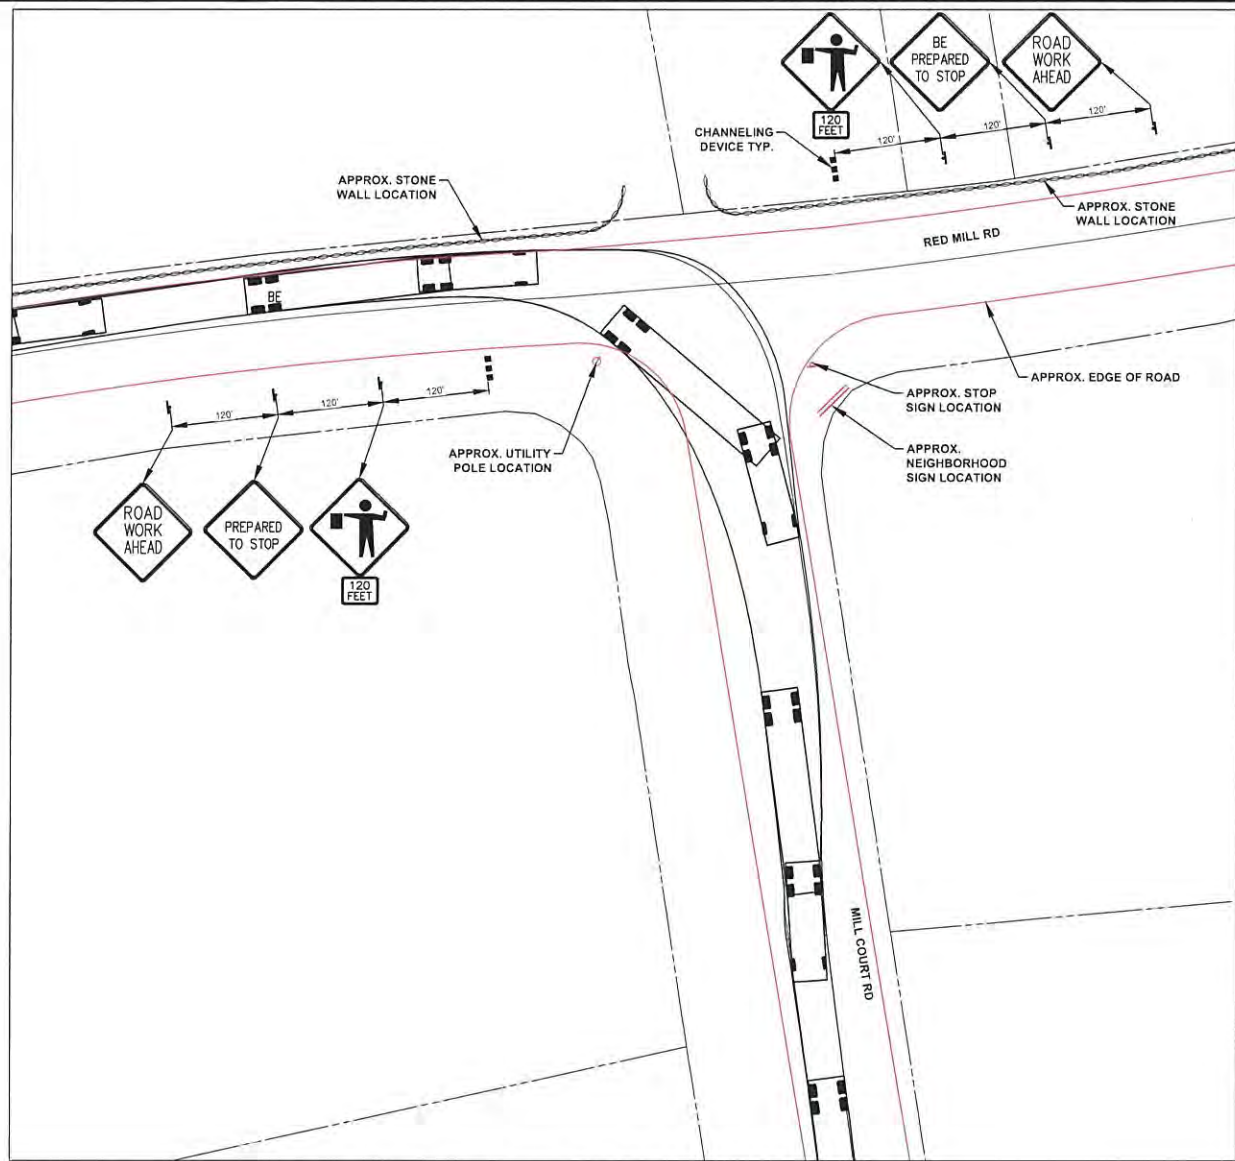 BE
PREPARED
TO STOP
ROAD
WORK
AHEAD
120
FEET
CHANNELING
DEVICE TYP.
120'
120'
120'
APPROX. STONE
WALL LOCATION
APPROX. STONE
WALL LOCATION
RED MILL RD
BE
APPROX. EDGE OF ROAD
APPROX. STOP
SIGN LOCATION
120'
120'
120'
APPROX. UTILITY
POLE LOCATION
APPROX.
NEIGHBORHOOD
SIGN LOCATION
ROAD
WORK
AHEAD
PREPARED
TO STOP
120
FEET
MILL COURT RD